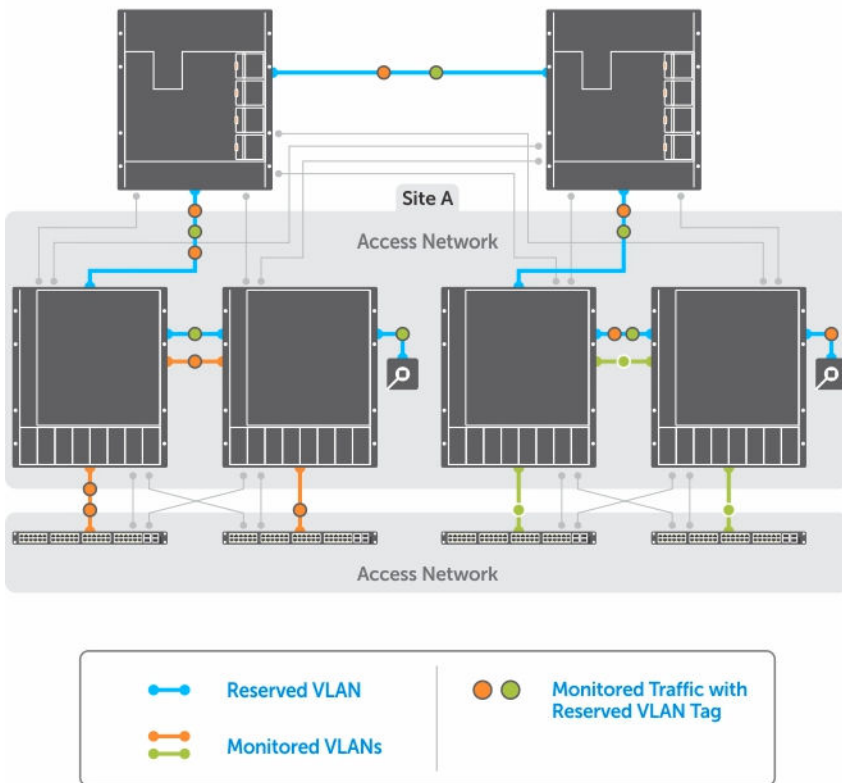 Site A
Access Network
Access Network
Reserved VLAN
Monitored VLANs
Monitored Traffic with
Reserved VLAN Tag